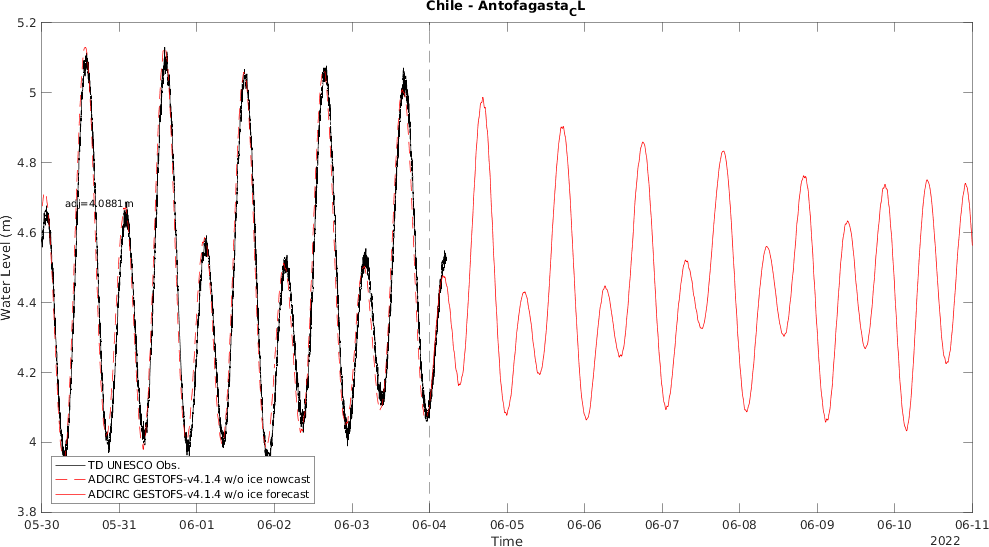 Chile - Antofagasta_CL
5.2
5
4.8
4.6
4.4
4.2
4
3.8
Water Level (m)
adj=4.0881m
TD UNESCO Obs.
ADCIRC GESTOFS-v4.1.4 w/o ice nowcast
ADCIRC GESTOFS-v4.1.4 w/o ice forecast
05-30 05-31 06-01 06-02 06-03 06-04 06-05 06-06 06-07 06-08 06-09 06-10 06-11
Time
2022